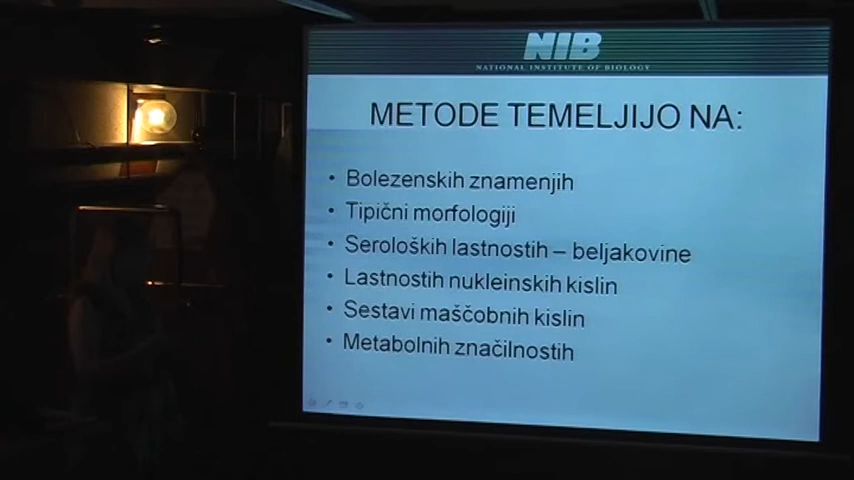 NIB
NATIONAL INSTITUTE OF BIOLOGY
METODE TEMELJIJO NA:
• Bolezenskih znamenjih
• Tipični morfologiji
• Seroloških lastnostih – beljakovine
• Lastnostih nukleinskih kislin
• Sestavi maščobnih kislin
• Metabolnih značilnostih